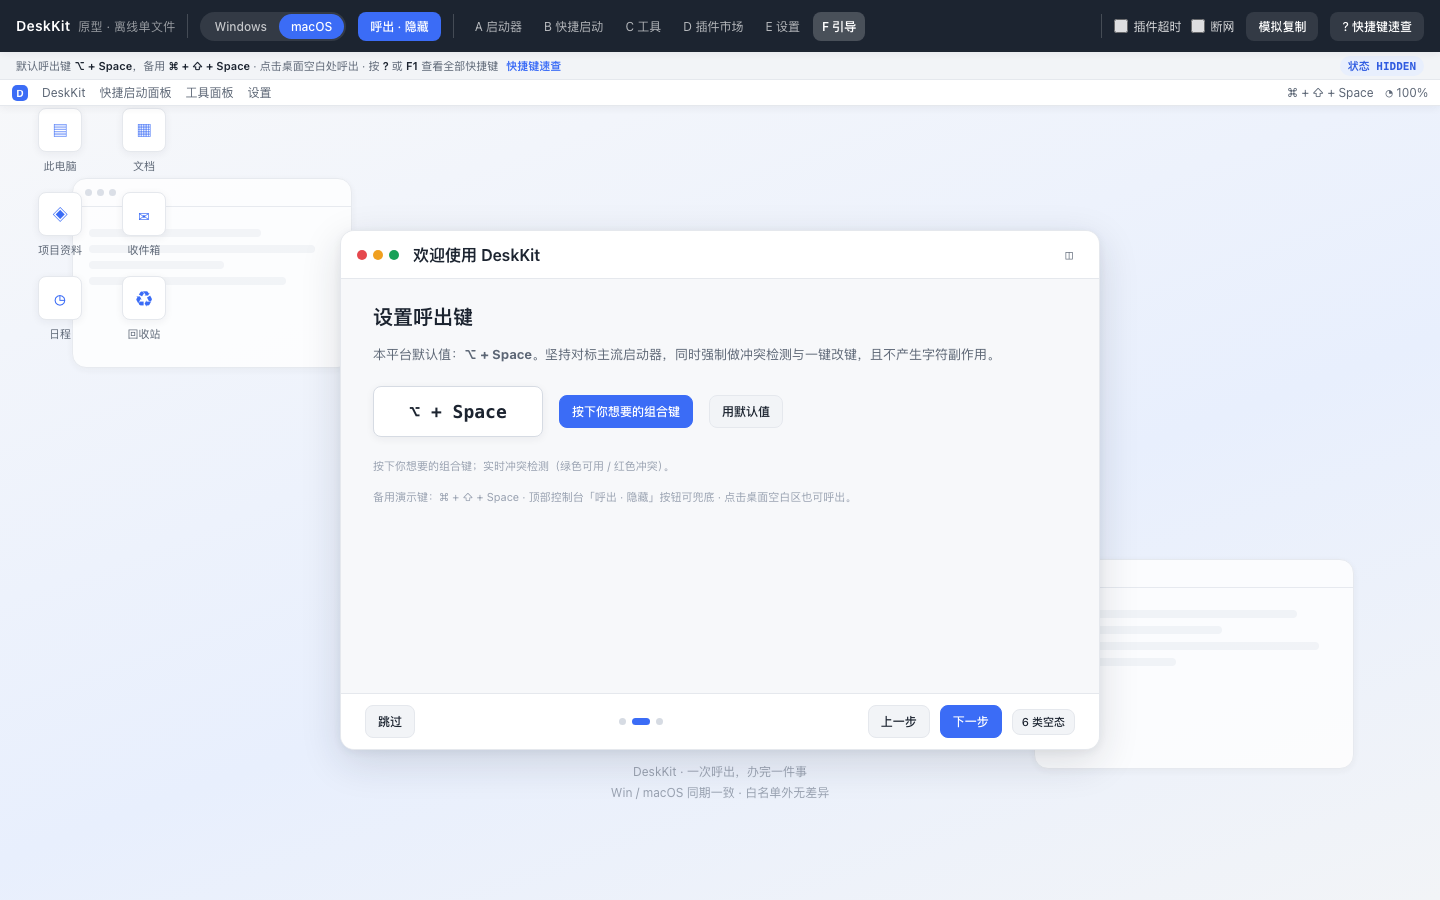 DeskKit 原型 · 离线单文件 Windows macOS 呼出 · 隐藏 A 启动器 B 快捷启动 C 工具 D 插件市场 E 设置 F 引导 插件超时 断网 模拟复制 ? 快捷键速查
默认呼出键 ⌥ + Space，备用 ⌘ + ⇧ + Space · 点击桌面空白处呼出 · 按 ? 或 F1 查看全部快捷键 快捷键速查 状态 HIDDEN
D DeskKit 快捷启动面板 工具面板 设置 ⌘ + ⇧ + Space ◔ 100%
此电脑 文档
项目资料 收件箱
日程 回收站
欢迎使用 DeskKit
设置呼出键
本平台默认值：⌥ + Space。坚持对标主流启动器，同时强制做冲突检测与一键改键，且不产生字符副作用。
⌥ + Space 按下你想要的组合键 用默认值
按下你想要的组合键：实时冲突检测（绿色可用 / 红色冲突）。
备用演示键：⌘ + ⇧ + Space · 顶部控制台「呼出 · 隐藏」按钮可兜底 · 点击桌面空白区也可呼出。
跳过 上一步 下一步 6 类空态
DeskKit · 一次呼出，办完一件事
Win / macOS 同期一致 · 白名单外无差异